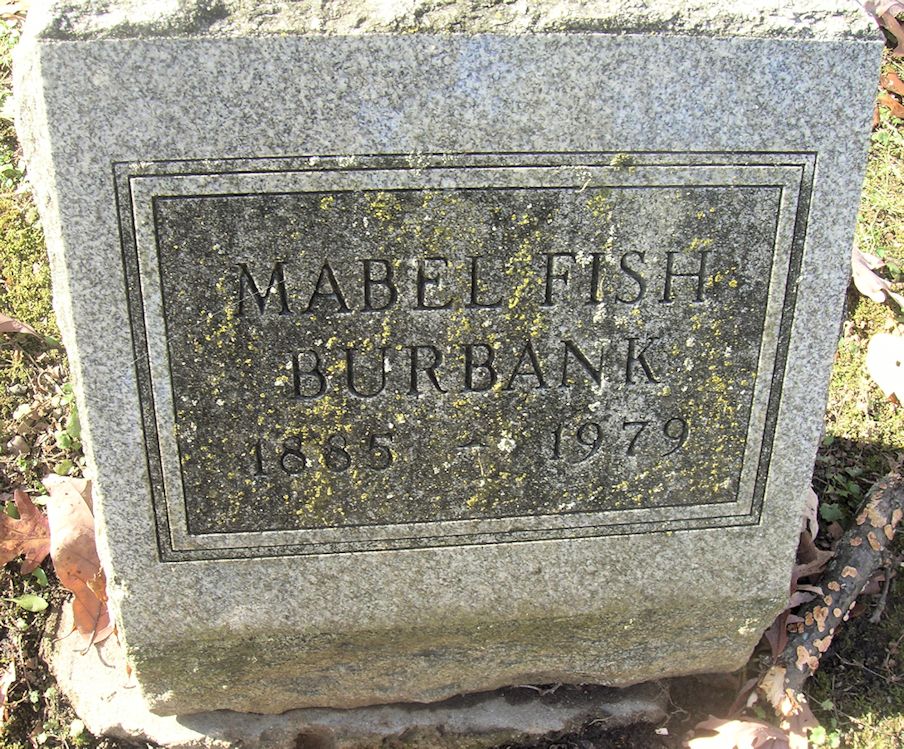 MABEL FISH
BURBANK
1885 - 1979